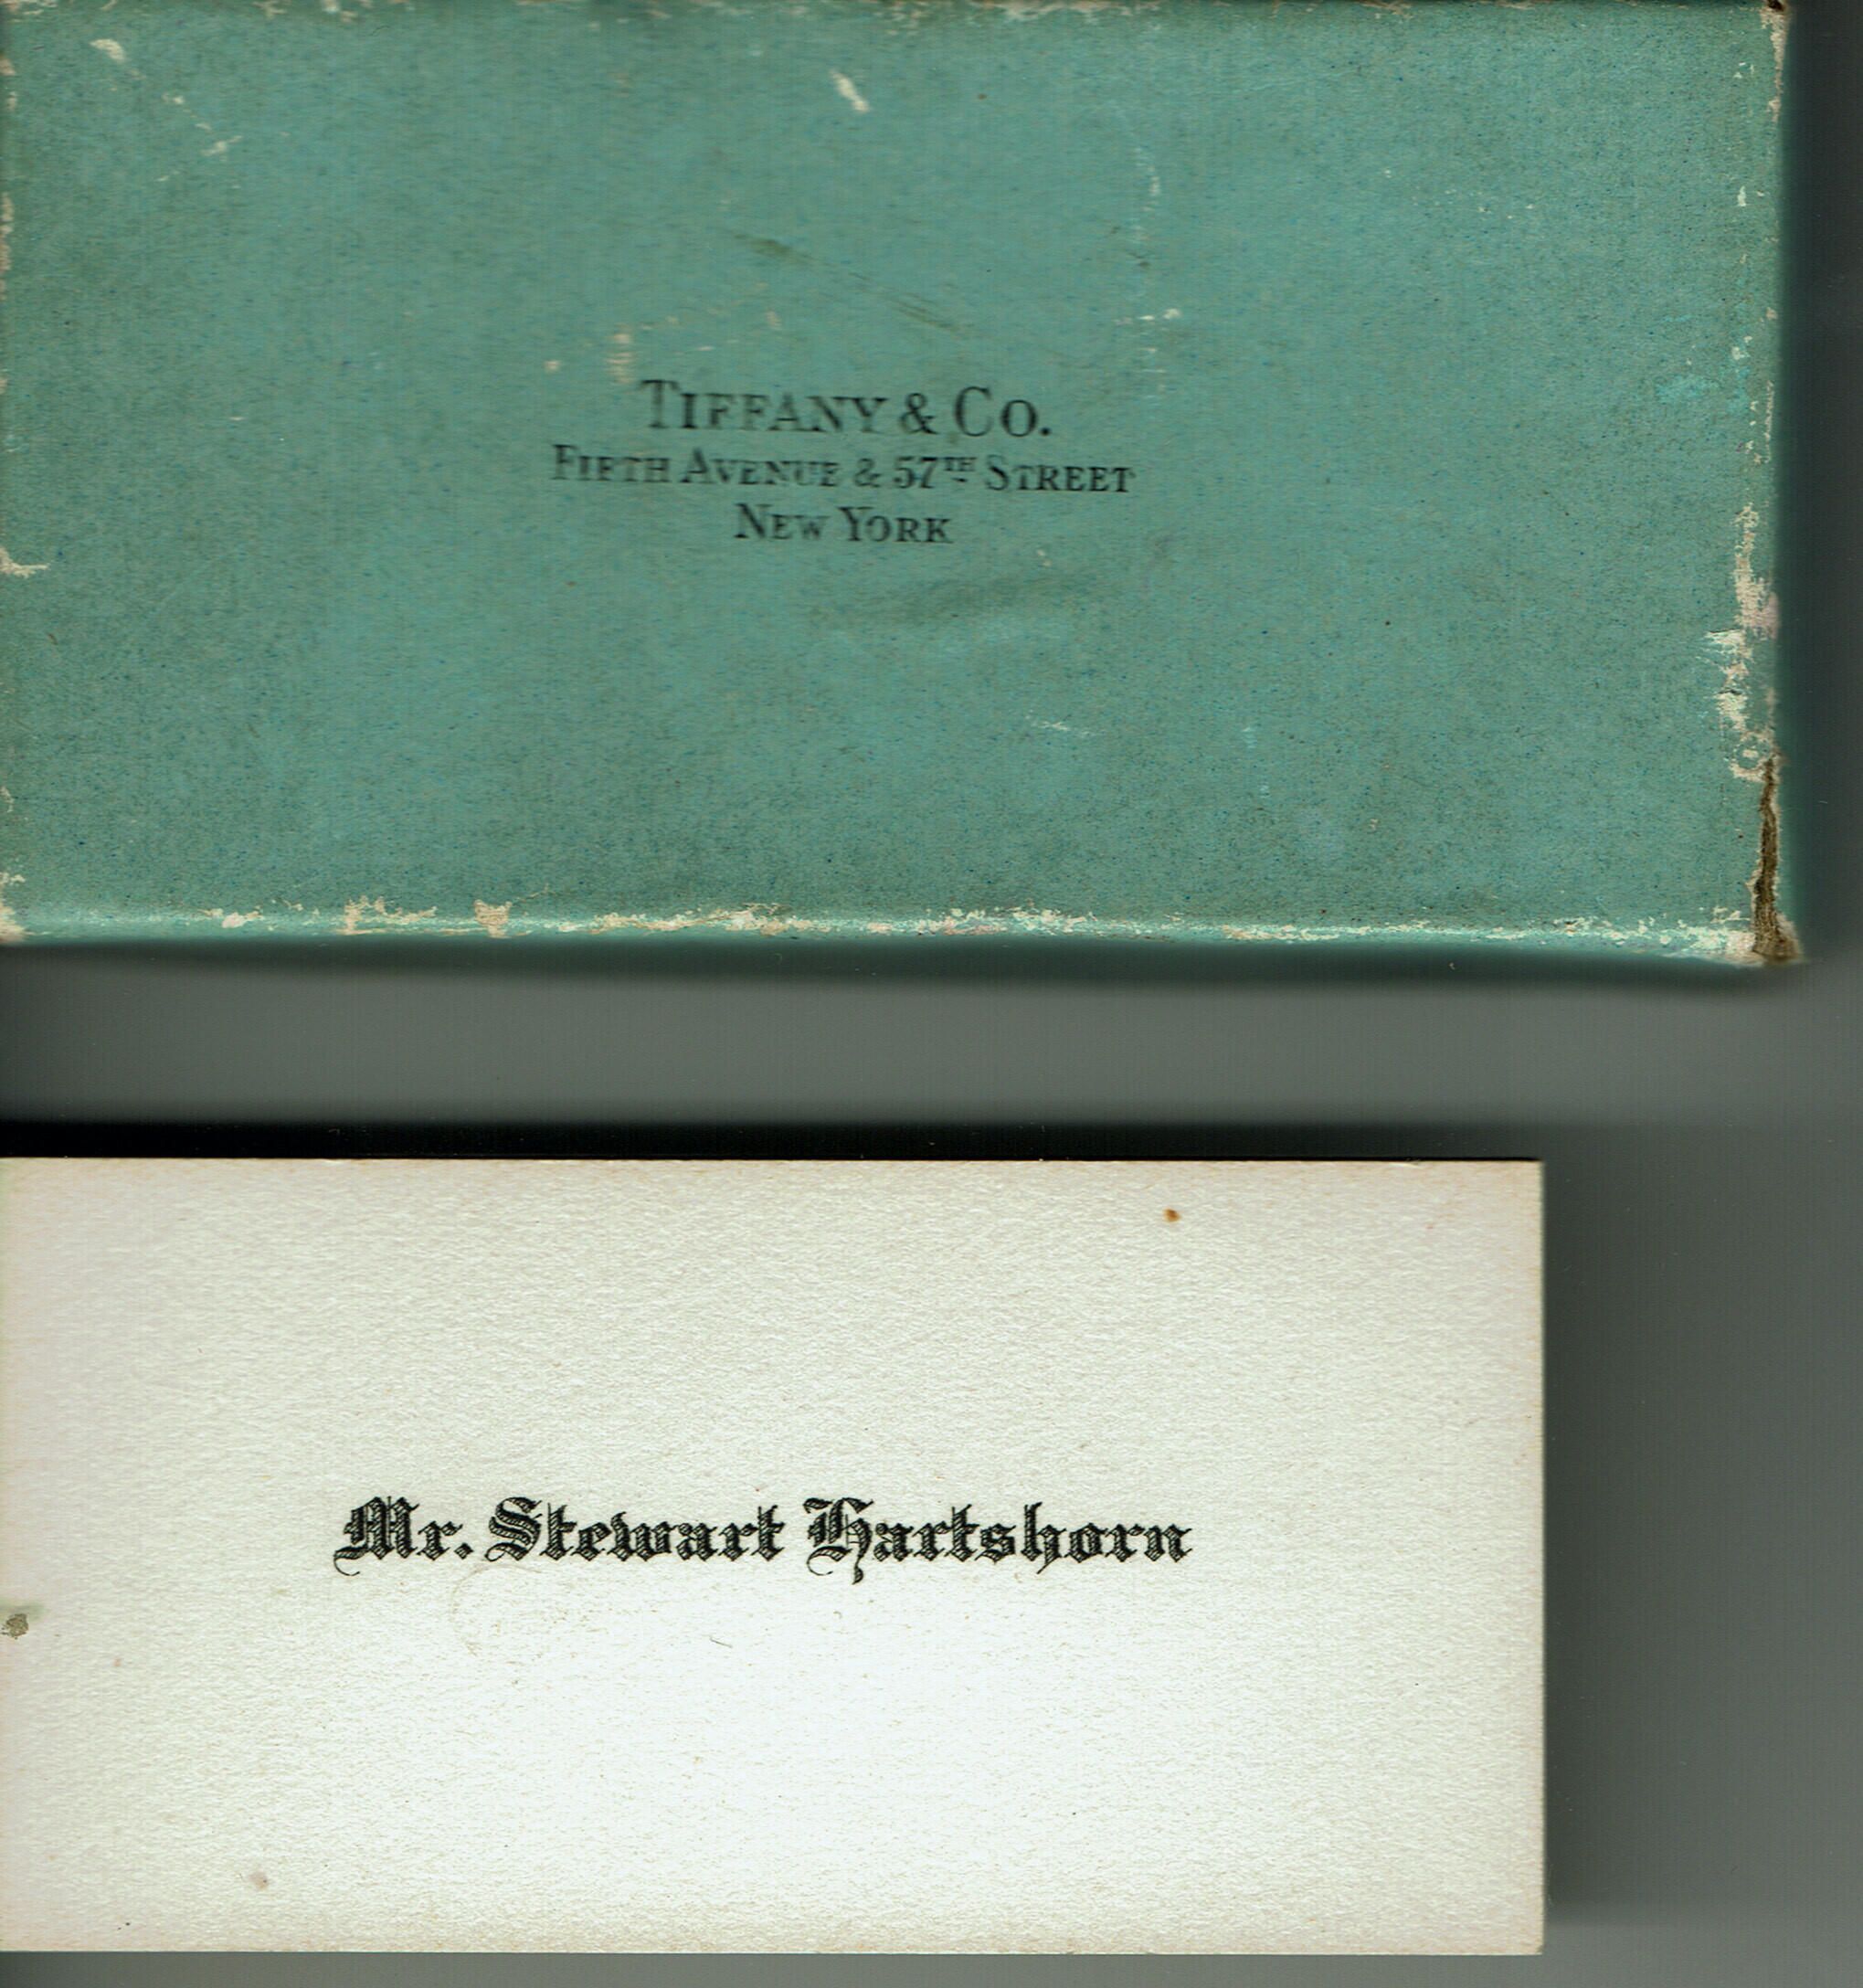 TIFFANY & CO.
FIFTH AVENUE & 57TH STREET
NEW YORK
Mr. Stewart Hartshorn